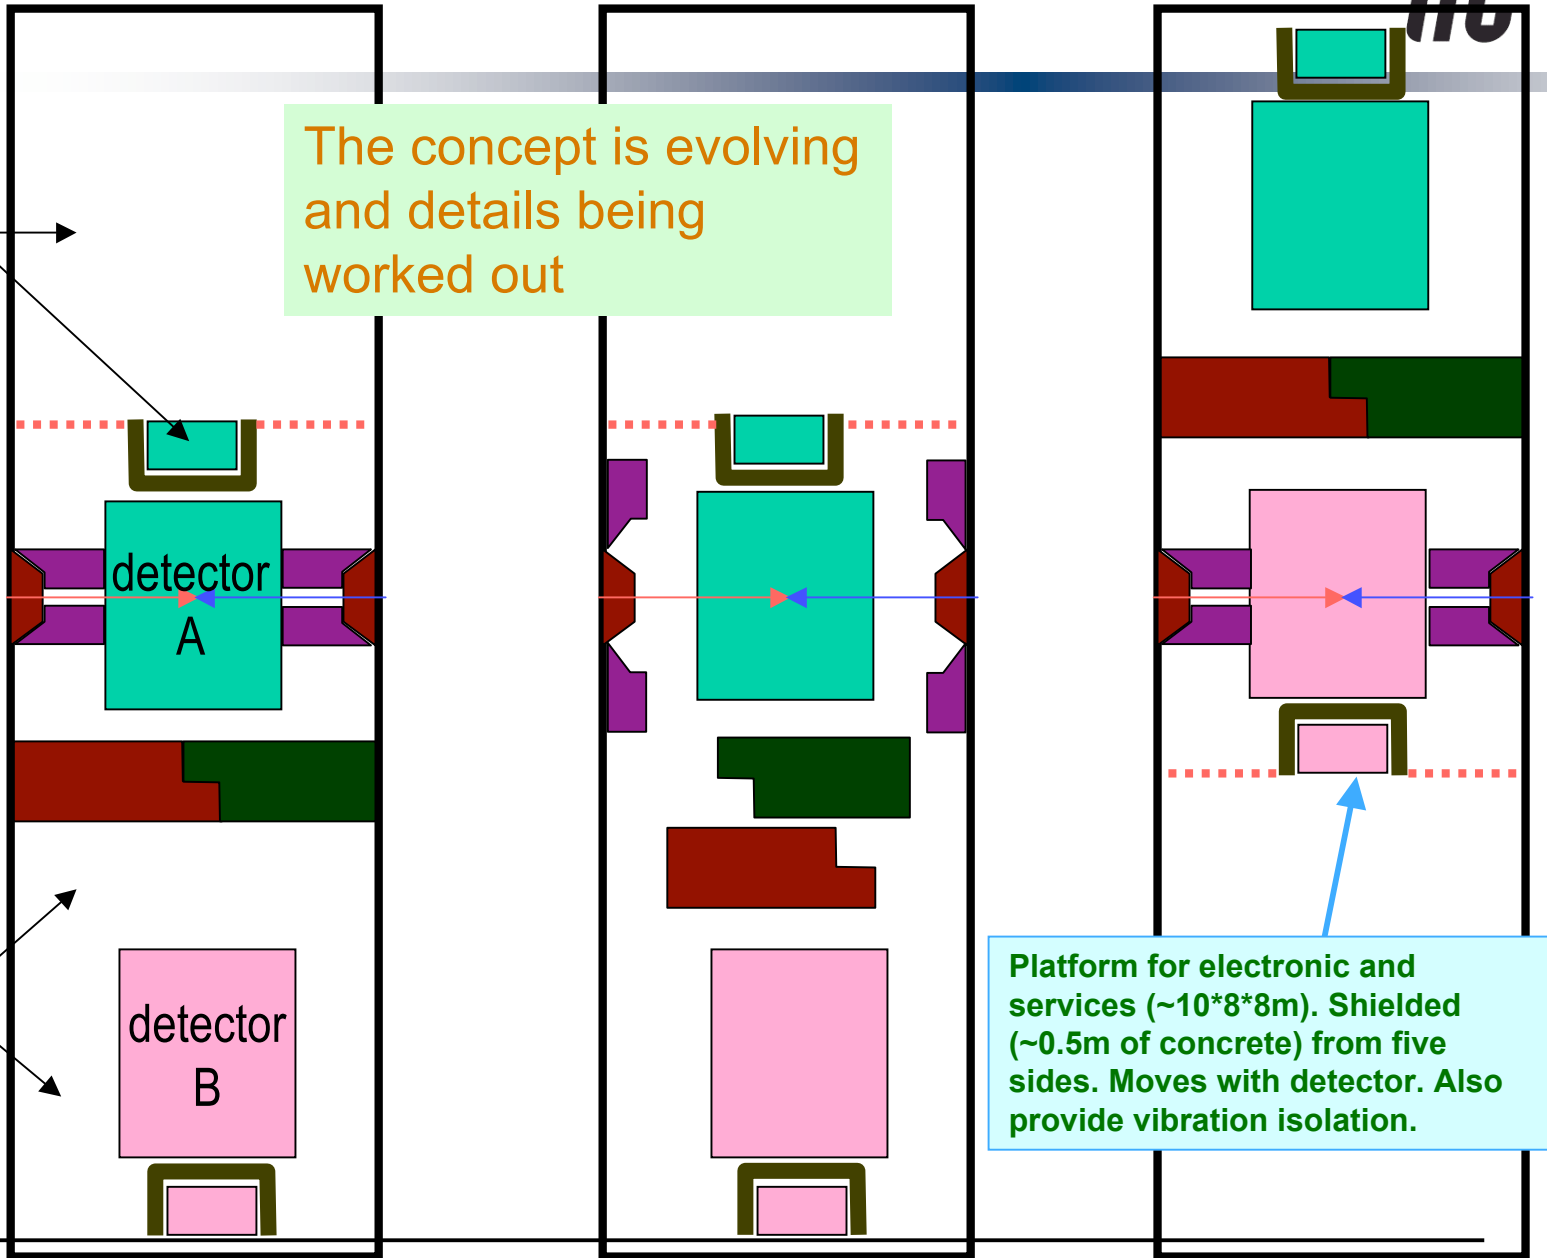 The concept is evolving
and details being
worked out
detector
A
detector
B
Platform for electronic and
services (~10*8*8m). Shielded
(~0.5m of concrete) from five
sides. Moves with detector. Also
provide vibration isolation.